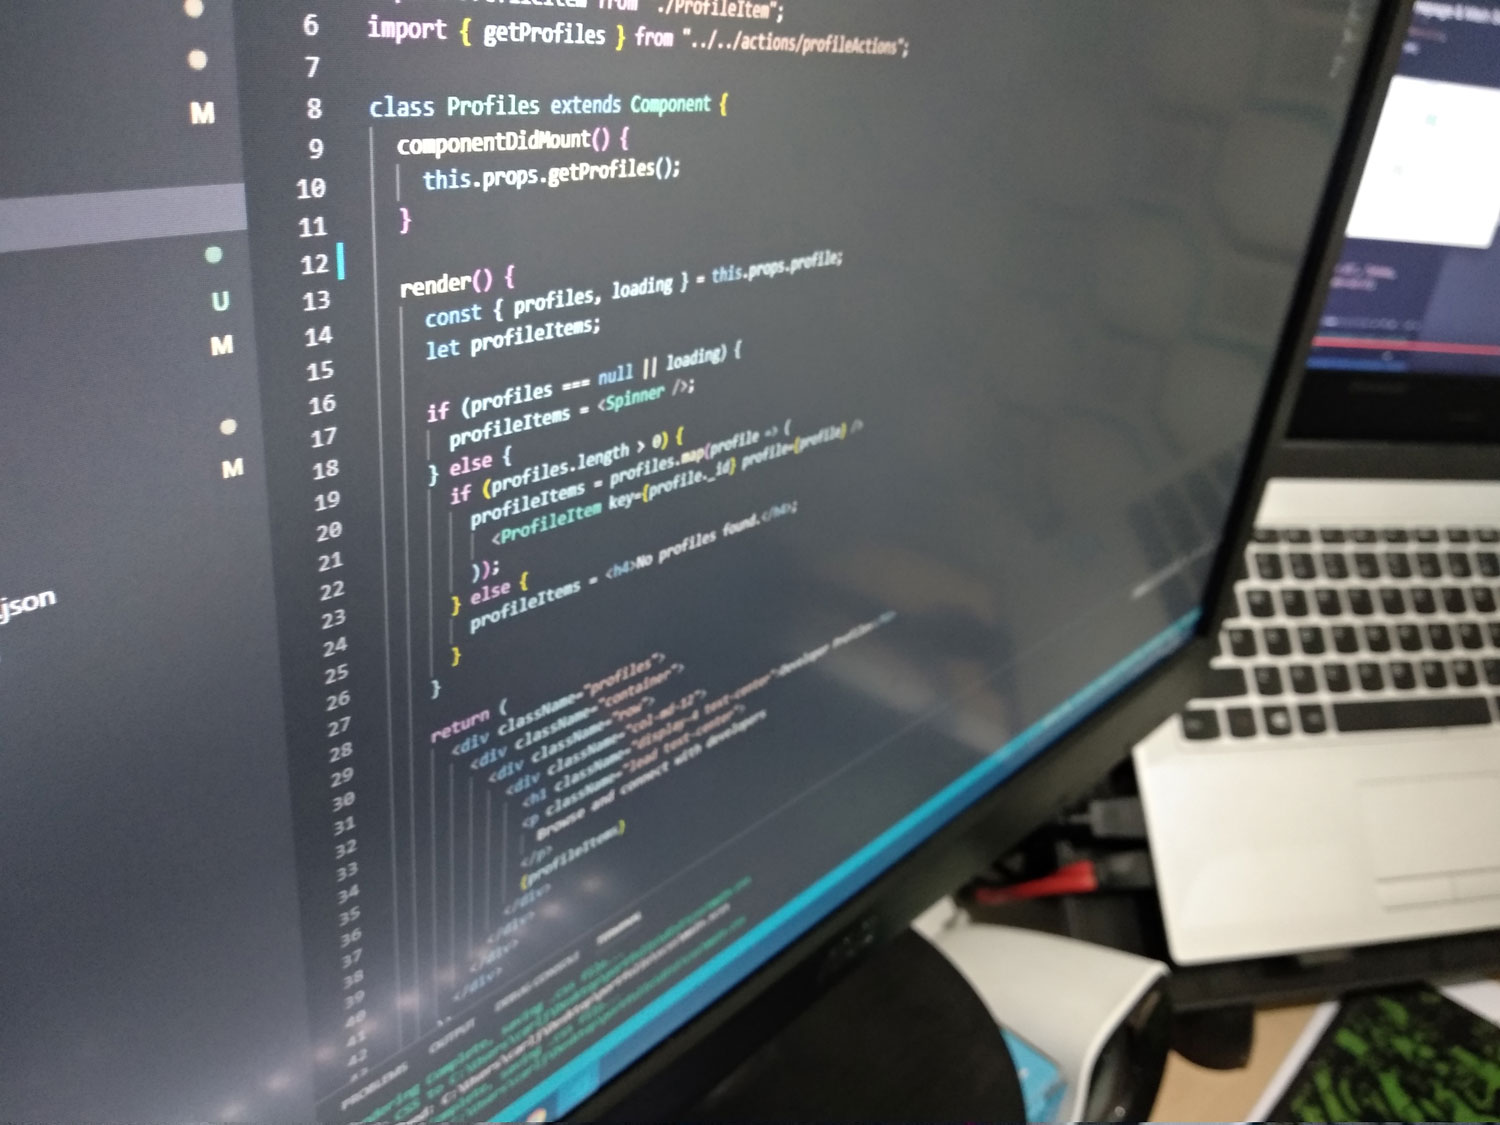 from "./ProfileItem";
6 import { getProfiles } from "../../actions/profileActions";
7
8 class Profiles extends Component {
9 componentDidMount() {
10 this.props.getProfiles();
11 }
12
13 render() {
14 const { profiles, loading } = this.props.profile;
15 let profileItems;
16
17 if (profiles === null || loading) {
18 profileItems = <Spinner />;
19 } else {
20 if (profiles.length > 0) {
21 profileItems = profiles.map(profile => (
22 <ProfileItem key={profile._id} profile={profile} />
23 ));
24 } else {
25 profileItems = <h4>No profiles found.</h4>;
26 }
27 }
28 return (
29 <div className="profiles">
30 <div className="container">
31 <div className="row">
32 <div className="col-md-12">
33 <h1 className="display-4 text-center">Developer Profiles
34 <p className="lead text-center">
35 Browse and connect with developers
36 </p>
37 {profileItems}
38 </div>
39 </div>
40 </div>
41 </div>
42
M
U
M
M
json
PROBLEMS OUTPUT DEBUG CONSOLE TERMINAL